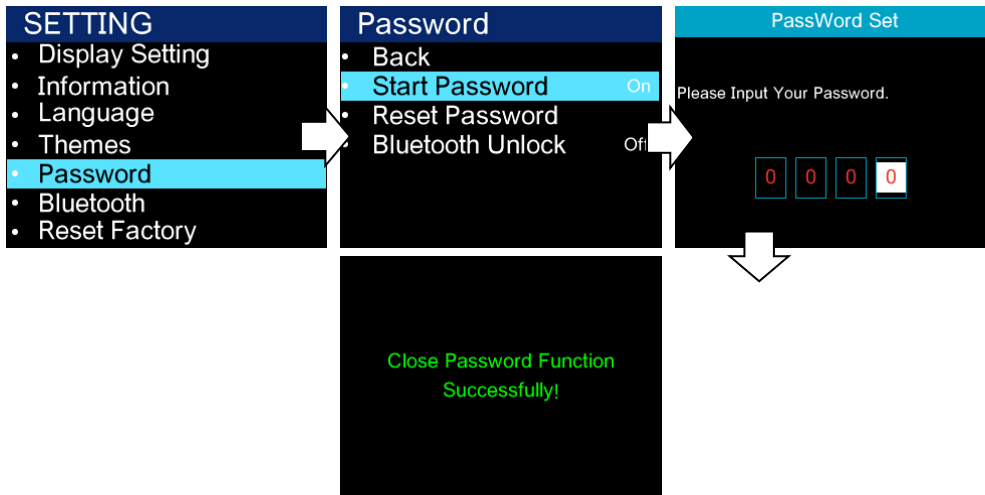 SETTING
• Display Setting
• Information
• Language
• Themes
• Password
• Bluetooth
• Reset Factory
Password
• Back
• Start Password On
• Reset Password
• Bluetooth Unlock Off
PassWord Set
Please Input Your Password.
0 0 0 0
Close Password Function
Successfully!